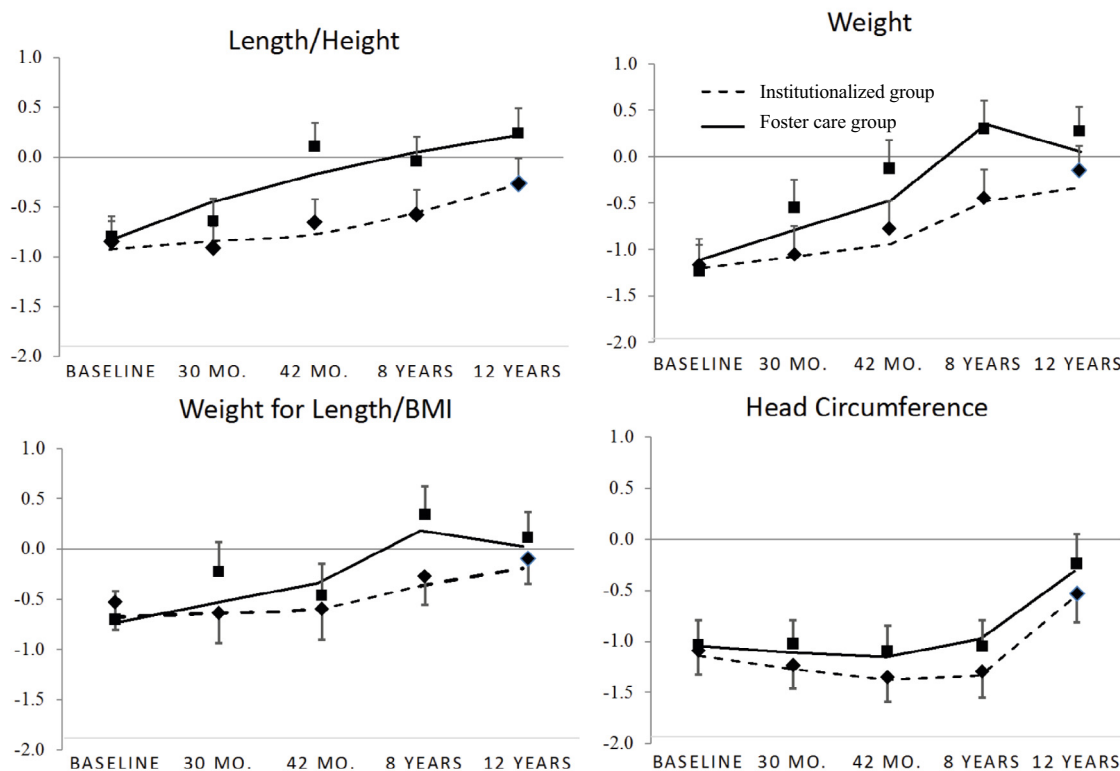 Length/Height
1.0
0.5
0.0
-0.5
-1.0
-1.5
-2.0
BASELINE 30 MO. 42 MO. 8 YEARS 12 YEARS
Weight
1.0
0.5
0.0
-0.5
-1.0
-1.5
-2.0
Institutionalized group
Foster care group
BASELINE 30 MO. 42 MO. 8 YEARS 12 YEARS
Weight for Length/BMI
1.0
0.5
0.0
-0.5
-1.0
-1.5
-2.0
BASELINE 30 MO. 42 MO. 8 YEARS 12 YEARS
Head Circumference
1.0
0.5
0.0
-0.5
-1.0
-1.5
-2.0
BASELINE 30 MO. 42 MO. 8 YEARS 12 YEARS